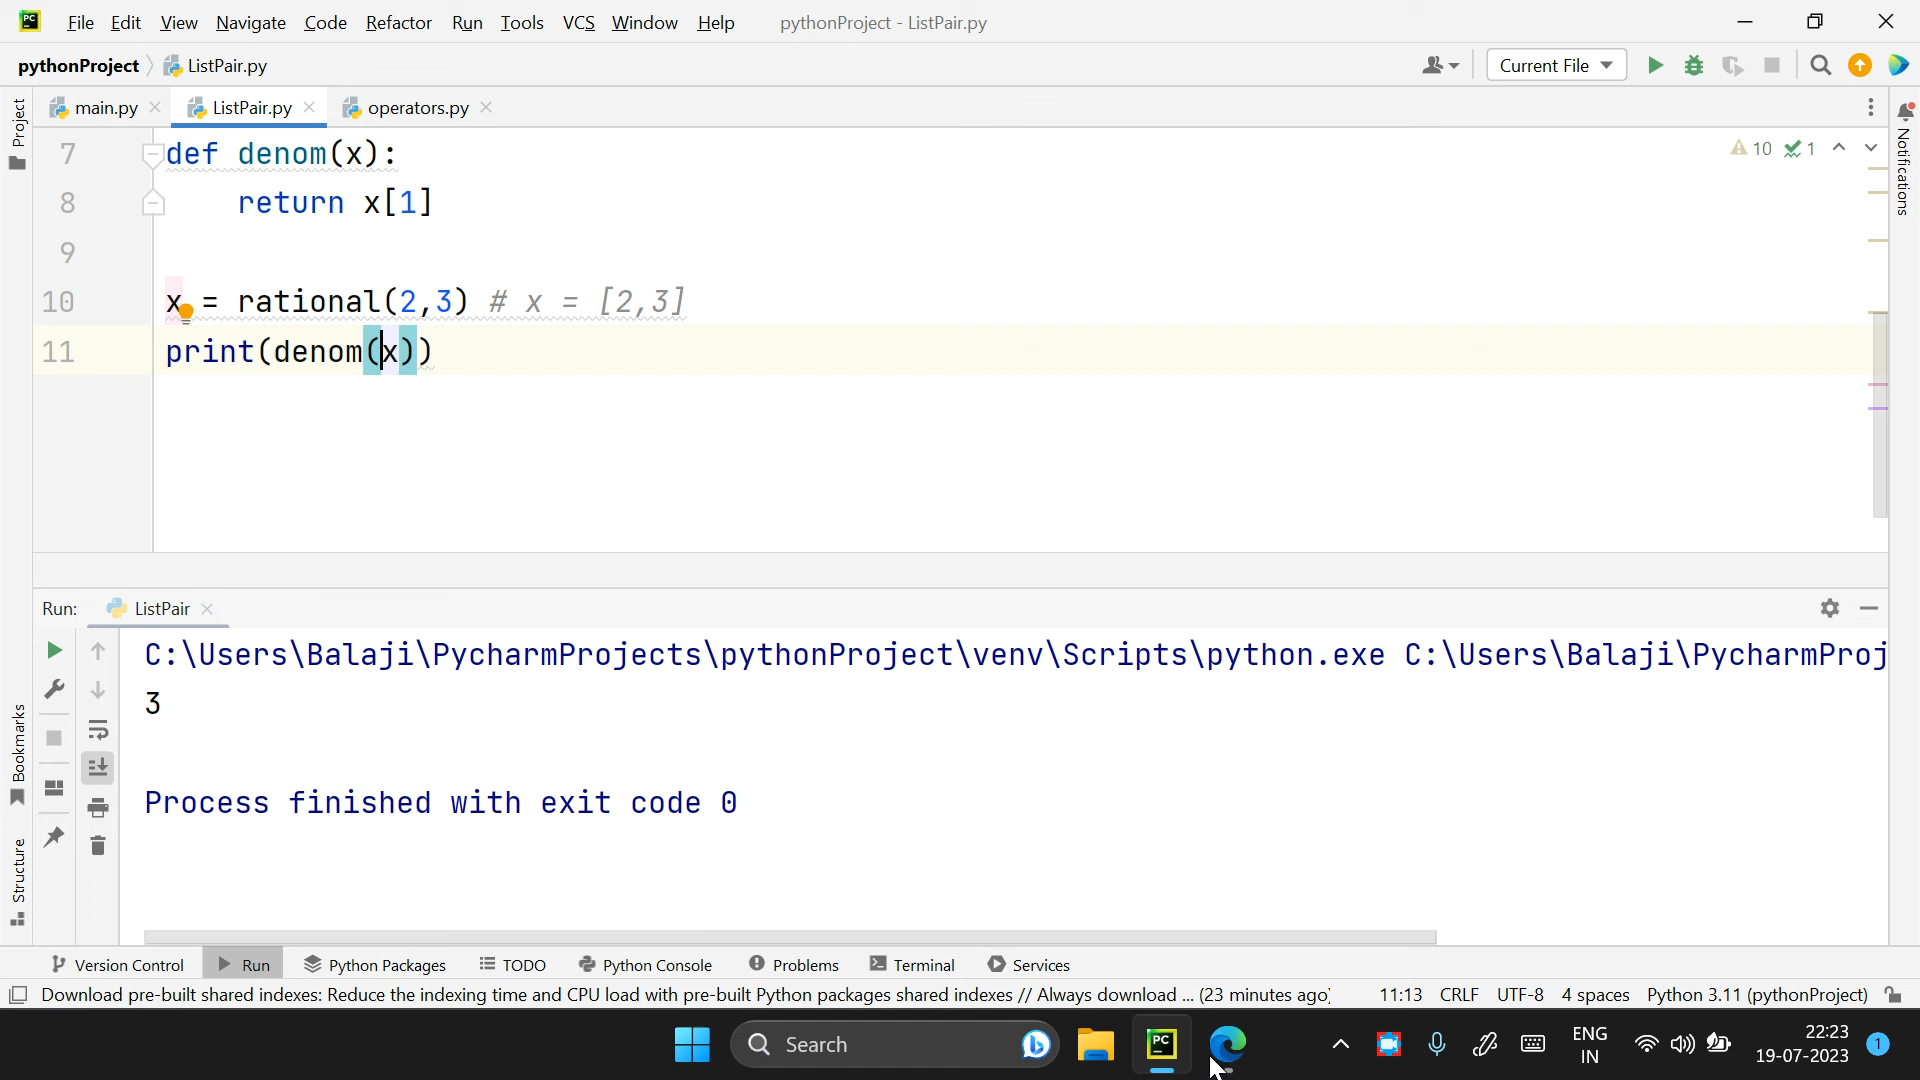 PC File Edit View Navigate Code Refactor Run Tools VCS Window Help pythonProject - ListPair.py
pythonProject ListPair.py Current File
main.py ListPair.py operators.py
Project
Notifications
10 1
7 def denom(x):
8 return x[1]
9
10 x = rational(2,3) # x = [2,3]
11 print(denom(x))
Run: ListPair
C:\Users\Balaji\PycharmProjects\pythonProject\venv\Scripts\python.exe C:\Users\Balaji\PycharmProj
3
Process finished with exit code 0
Bookmarks
Structure
Version Control Run Python Packages TODO Python Console Problems Terminal Services
Download pre-built shared indexes: Reduce the indexing time and CPU load with pre-built Python packages shared indexes // Always download ... (23 minutes ago) 11:13 CRLF UTF-8 4 spaces Python 3.11 (pythonProject)
Search PC ENG 22:23
IN 19-07-2023 1